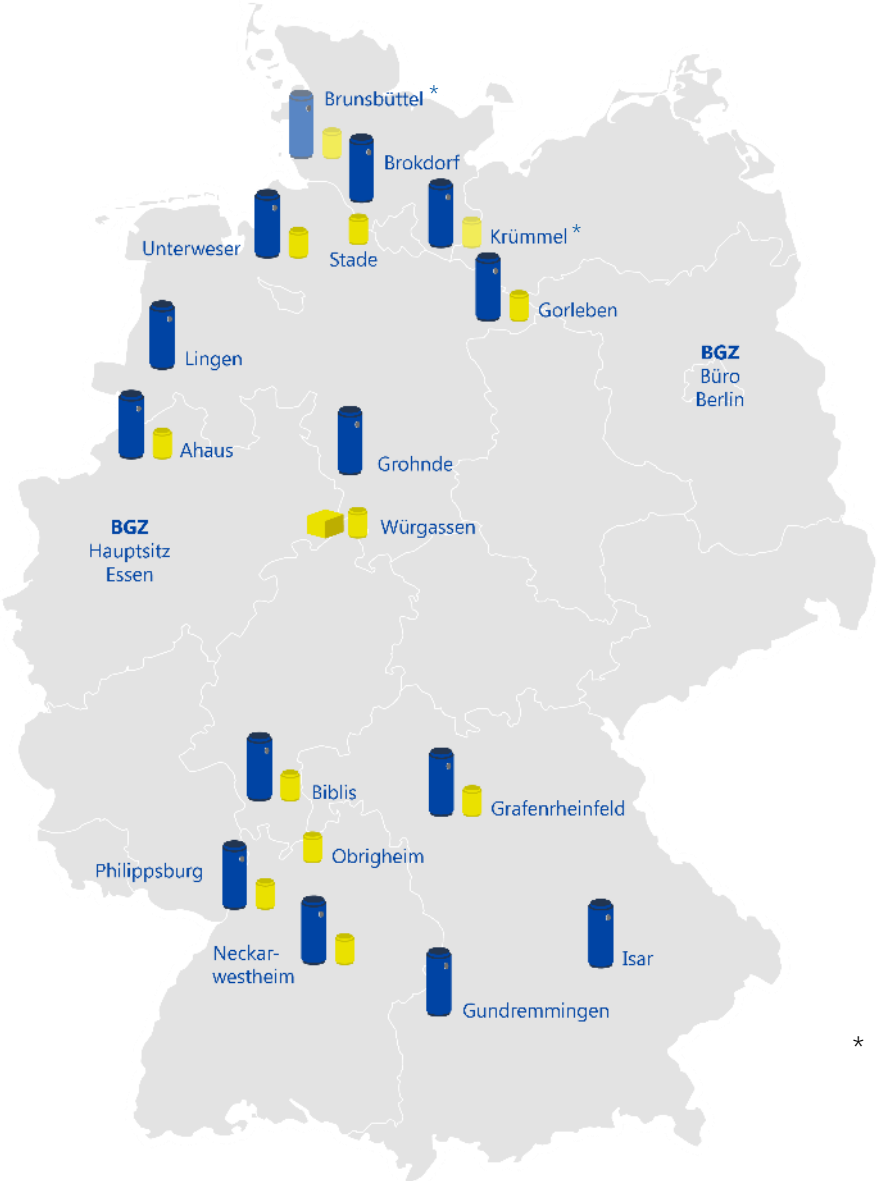 Brunsbüttel *
Brokdorf
Krümmel *
Unterweser
Stade
Gorleben
Lingen
BGZ
Büro
Berlin
Ahaus
Grohnde
BGZ
Hauptsitz
Essen
Würgassen
Biblis
Grafenrheinfeld
Obrigheim
Philippsburg
Neckar-
westheim
Isar
Gundremmingen
*